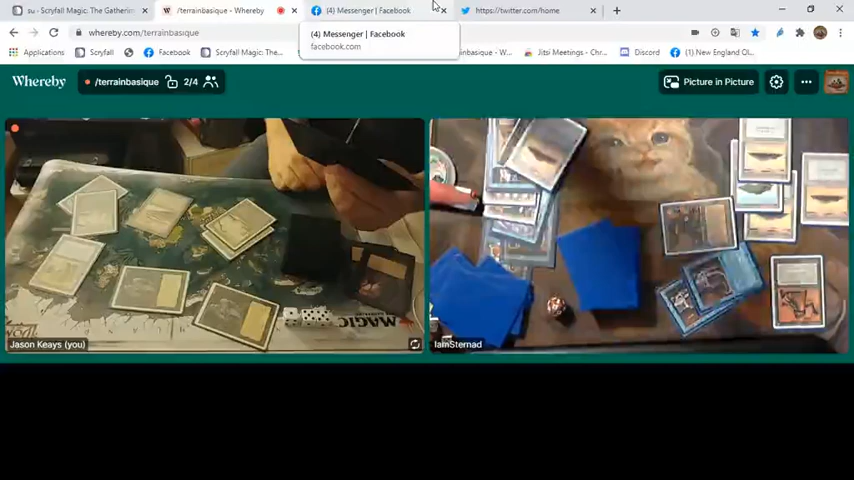 su - Scryfall Magic: The Gatherin
/terrainbasique - Whereby
(4) Messenger | Facebook
https://twitter.com/home
whereby.com/terrainbasique
(4) Messenger | Facebook
facebook.com
Applications
Scryfall
Facebook
Scryfall Magic: The...
Jitsi Meetings - Chr...
Discord
(1) New England Ol...
Whereby
/terrainbasique
2/4
Picture in Picture
MAGIC
Jason Keays (you)
IamSternad